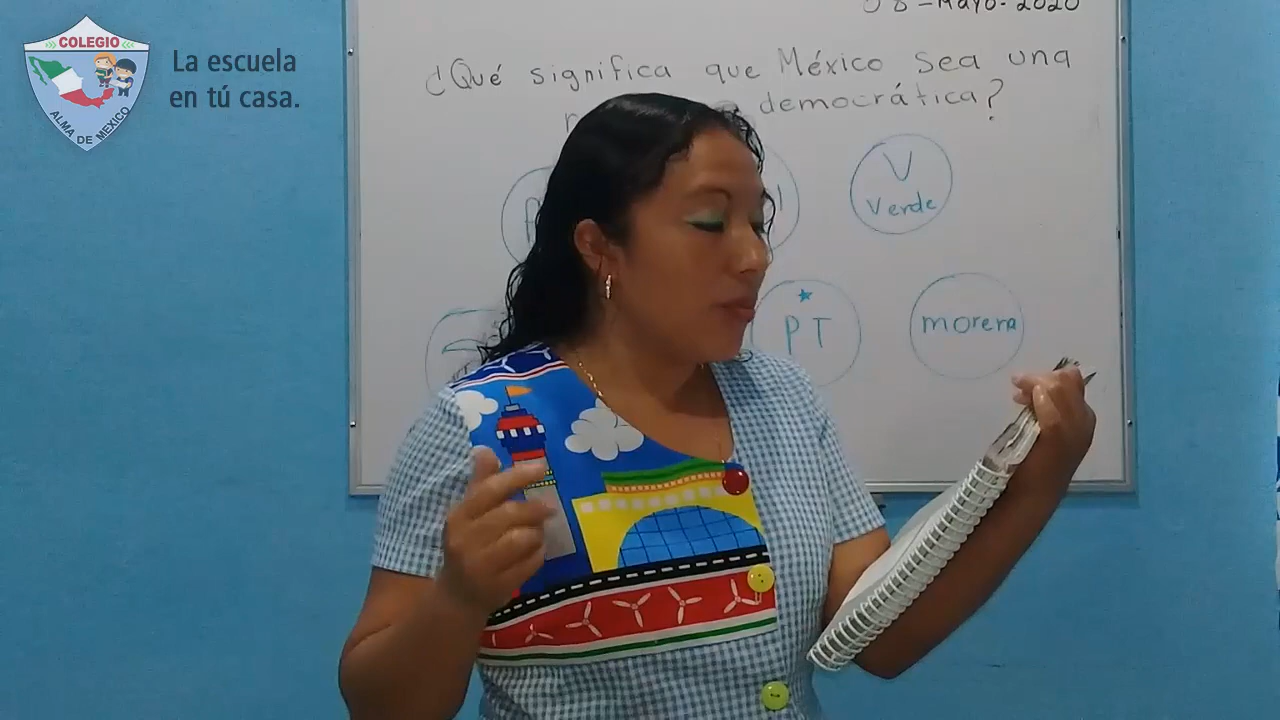 COLEGIO
ALMA DE MEXICO
La escuela
en tú casa.
08-Mayo-2020
¿Qué significa que México sea una
democrática?
V
Verde
PT
morena